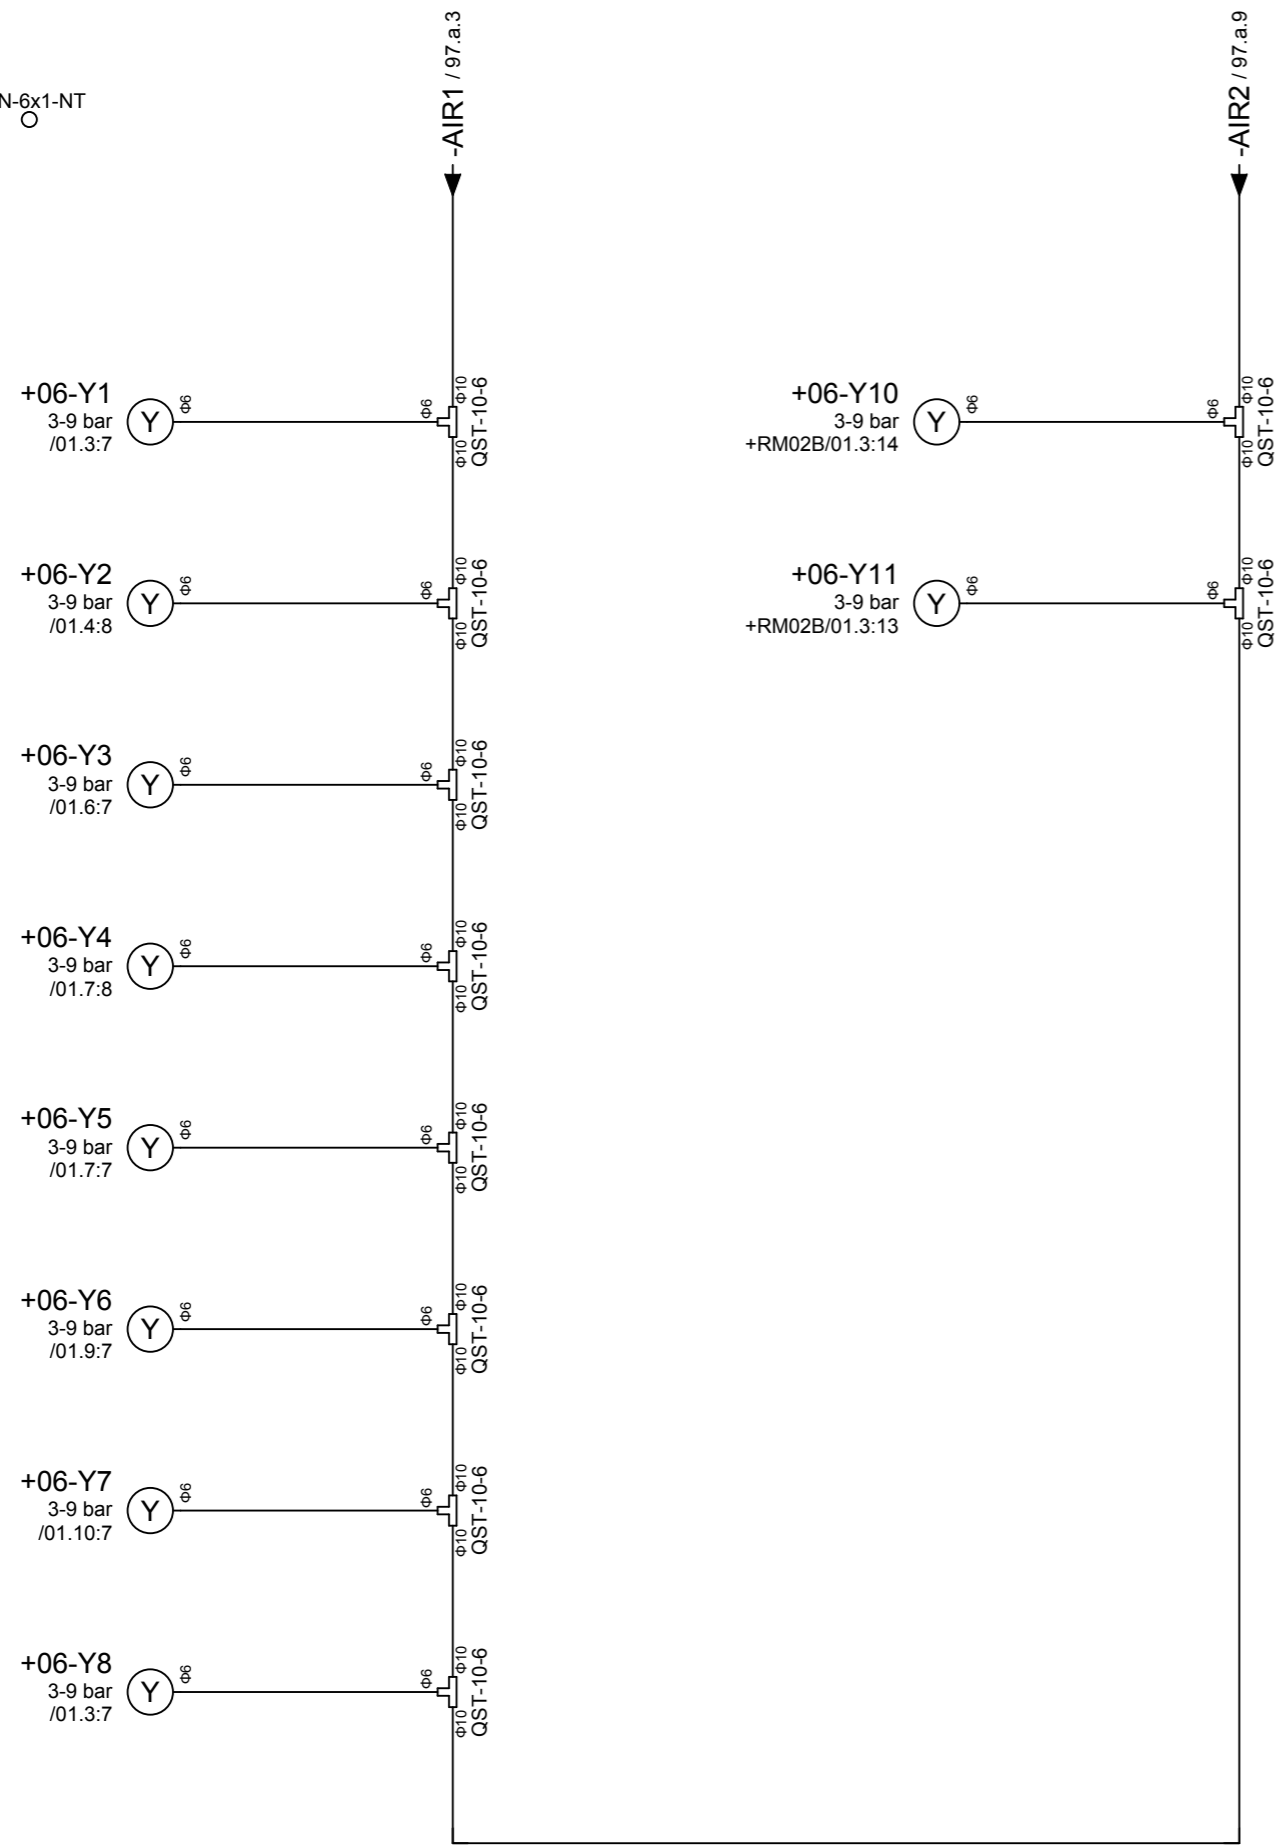 N-6x1-NT
-AIR1 / 97.a.3
-AIR2 / 97.a.9
+06-Y1
3-9 bar
/01.3:7
Y
Φ6
Φ6
Φ10
Φ10
QST-10-6
+06-Y10
3-9 bar
+RM02B/01.3:14
Y
Φ6
Φ6
Φ10
Φ10
QST-10-6
+06-Y2
3-9 bar
/01.4:8
Y
Φ6
Φ6
Φ10
Φ10
QST-10-6
+06-Y11
3-9 bar
+RM02B/01.3:13
Y
Φ6
Φ6
Φ10
Φ10
QST-10-6
+06-Y3
3-9 bar
/01.6:7
Y
Φ6
Φ6
Φ10
Φ10
QST-10-6
+06-Y4
3-9 bar
/01.7:8
Y
Φ6
Φ6
Φ10
Φ10
QST-10-6
+06-Y5
3-9 bar
/01.7:7
Y
Φ6
Φ6
Φ10
Φ10
QST-10-6
+06-Y6
3-9 bar
/01.9:7
Y
Φ6
Φ6
Φ10
Φ10
QST-10-6
+06-Y7
3-9 bar
/01.10:7
Y
Φ6
Φ6
Φ10
Φ10
QST-10-6
+06-Y8
3-9 bar
/01.3:7
Y
Φ6
Φ6
Φ10
Φ10
QST-10-6